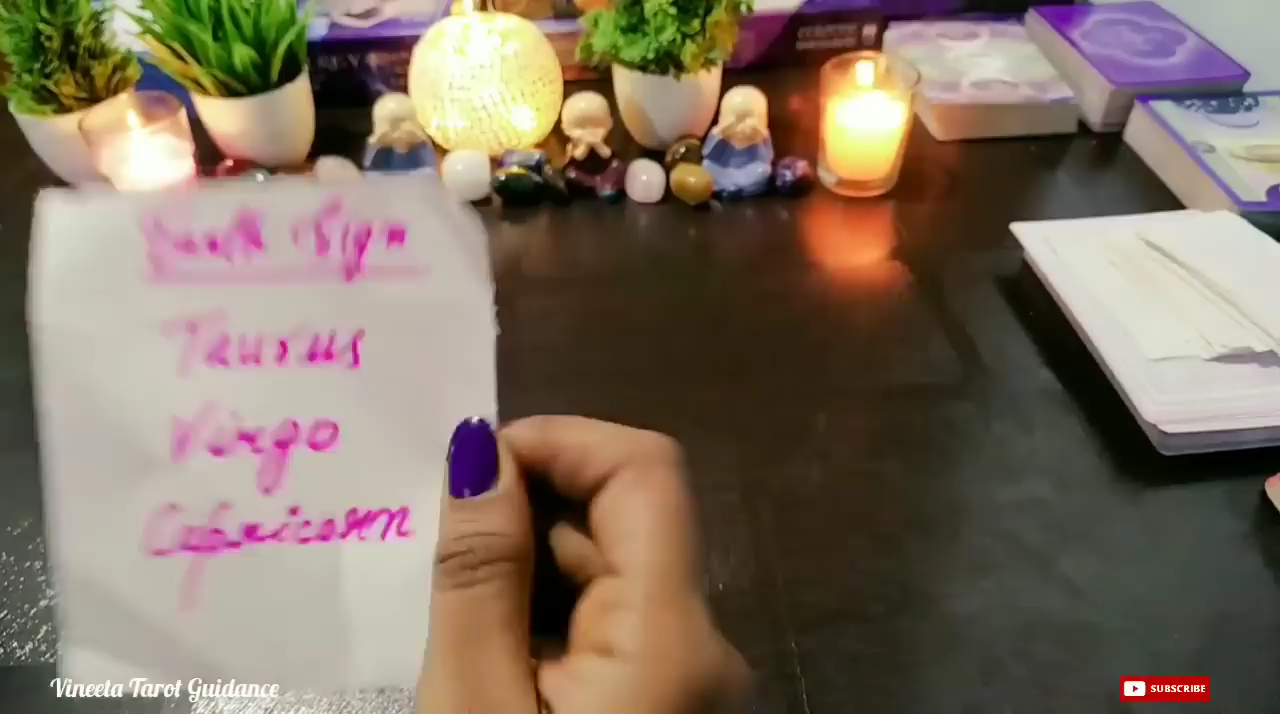 Earth Sign
Taurus
Virgo
Capricorn
Vineeta Tarot Guidance
SUBSCRIBE